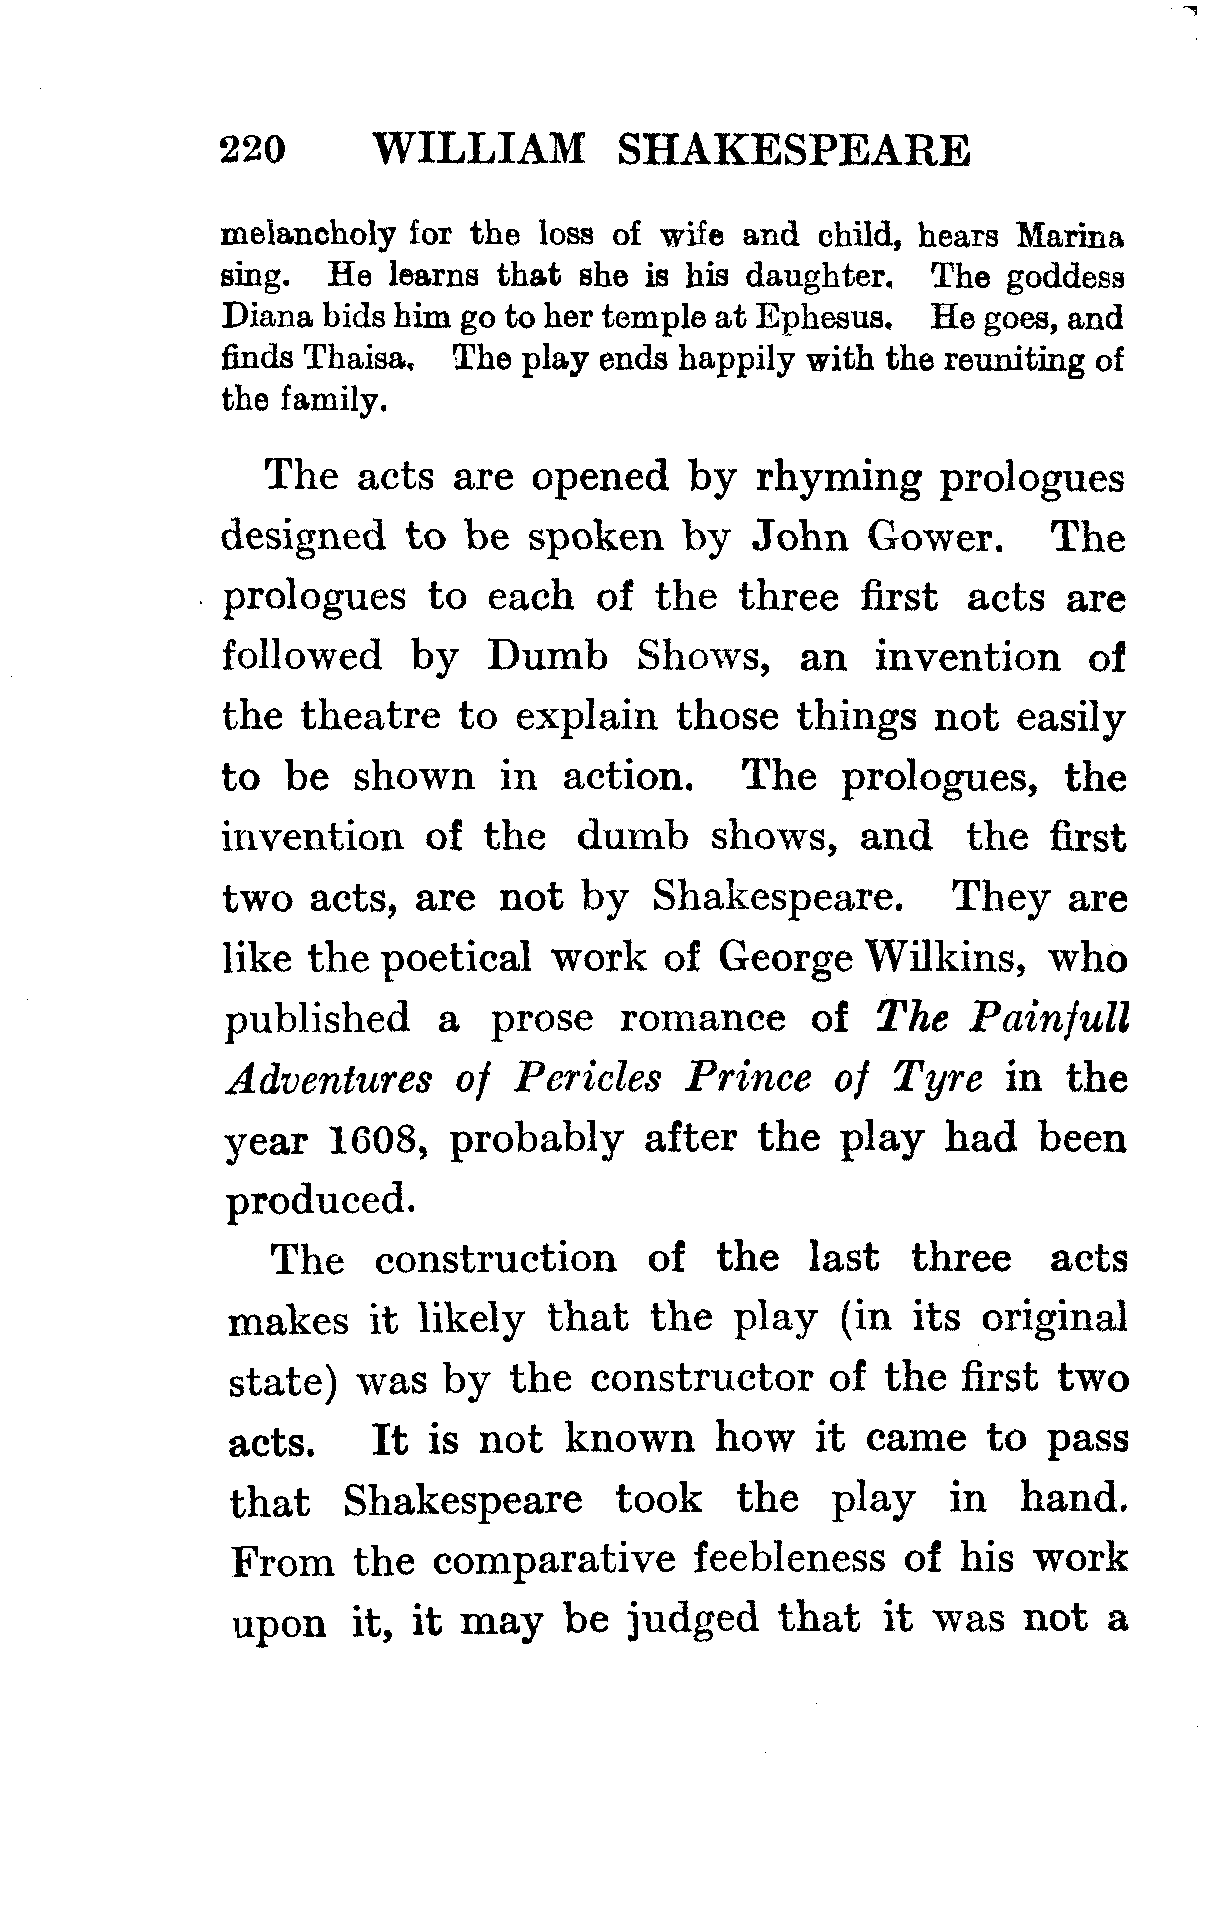 220 WILLIAM SHAKESPEARE
melancholy for the loss of wife and child, hears Marina
sing. He learns that she is his daughter. The goddess
Diana bids him go to her temple at Ephesus. He goes, and
finds Thaisa. The play ends happily with the reuniting of
the family.
The acts are opened by rhyming prologues
designed to be spoken by John Gower. The
prologues to each of the three first acts are
followed by Dumb Shows, an invention of
the theatre to explain those things not easily
to be shown in action. The prologues, the
invention of the dumb shows, and the first
two acts, are not by Shakespeare. They are
like the poetical work of George Wilkins, who
published a prose romance of The Painfull
Adventures of Pericles Prince of Tyre in the
year 1608, probably after the play had been
produced.
The construction of the last three acts
makes it likely that the play (in its original
state) was by the constructor of the first two
acts. It is not known how it came to pass
that Shakespeare took the play in hand.
From the comparative feebleness of his work
upon it, it may be judged that it was not a